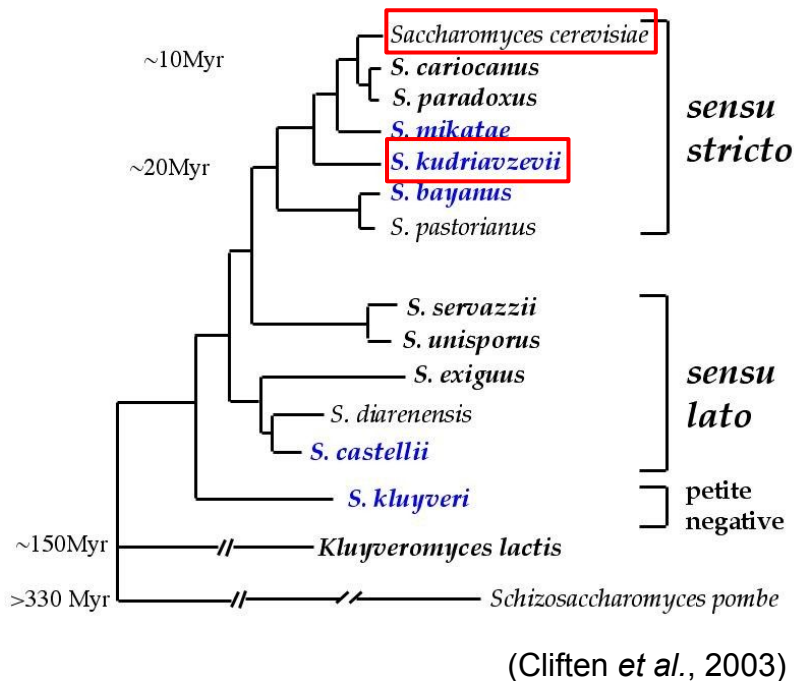 Saccharomyces cerevisiae
~10Myr
S. cariocanus
S. paradoxus
sensu
stricto
S. mikatae
~20Myr
S. kudriavzevii
S. bayanus
S. pastorianus
S. servazzii
S. unisporus
S. exiguus
sensu
lato
S. diarenensis
S. castellii
S. kluyveri
petite
negative
~150Myr
Kluyveromyces lactis
>330 Myr
Schizosaccharomyces pombe
(Cliften et al., 2003)